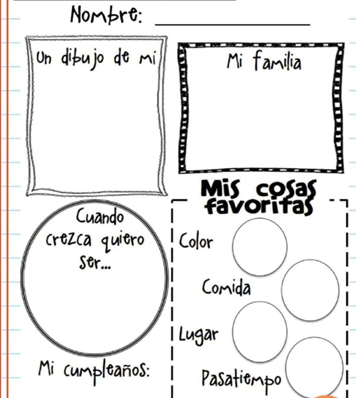 Nombre:
Un dibujo de mí
Mi familia
Cuando
crezca quiero
ser...
Mi cumpleaños:
Mis cosas
favoritas
Color
Comida
Lugar
Pasatiempo